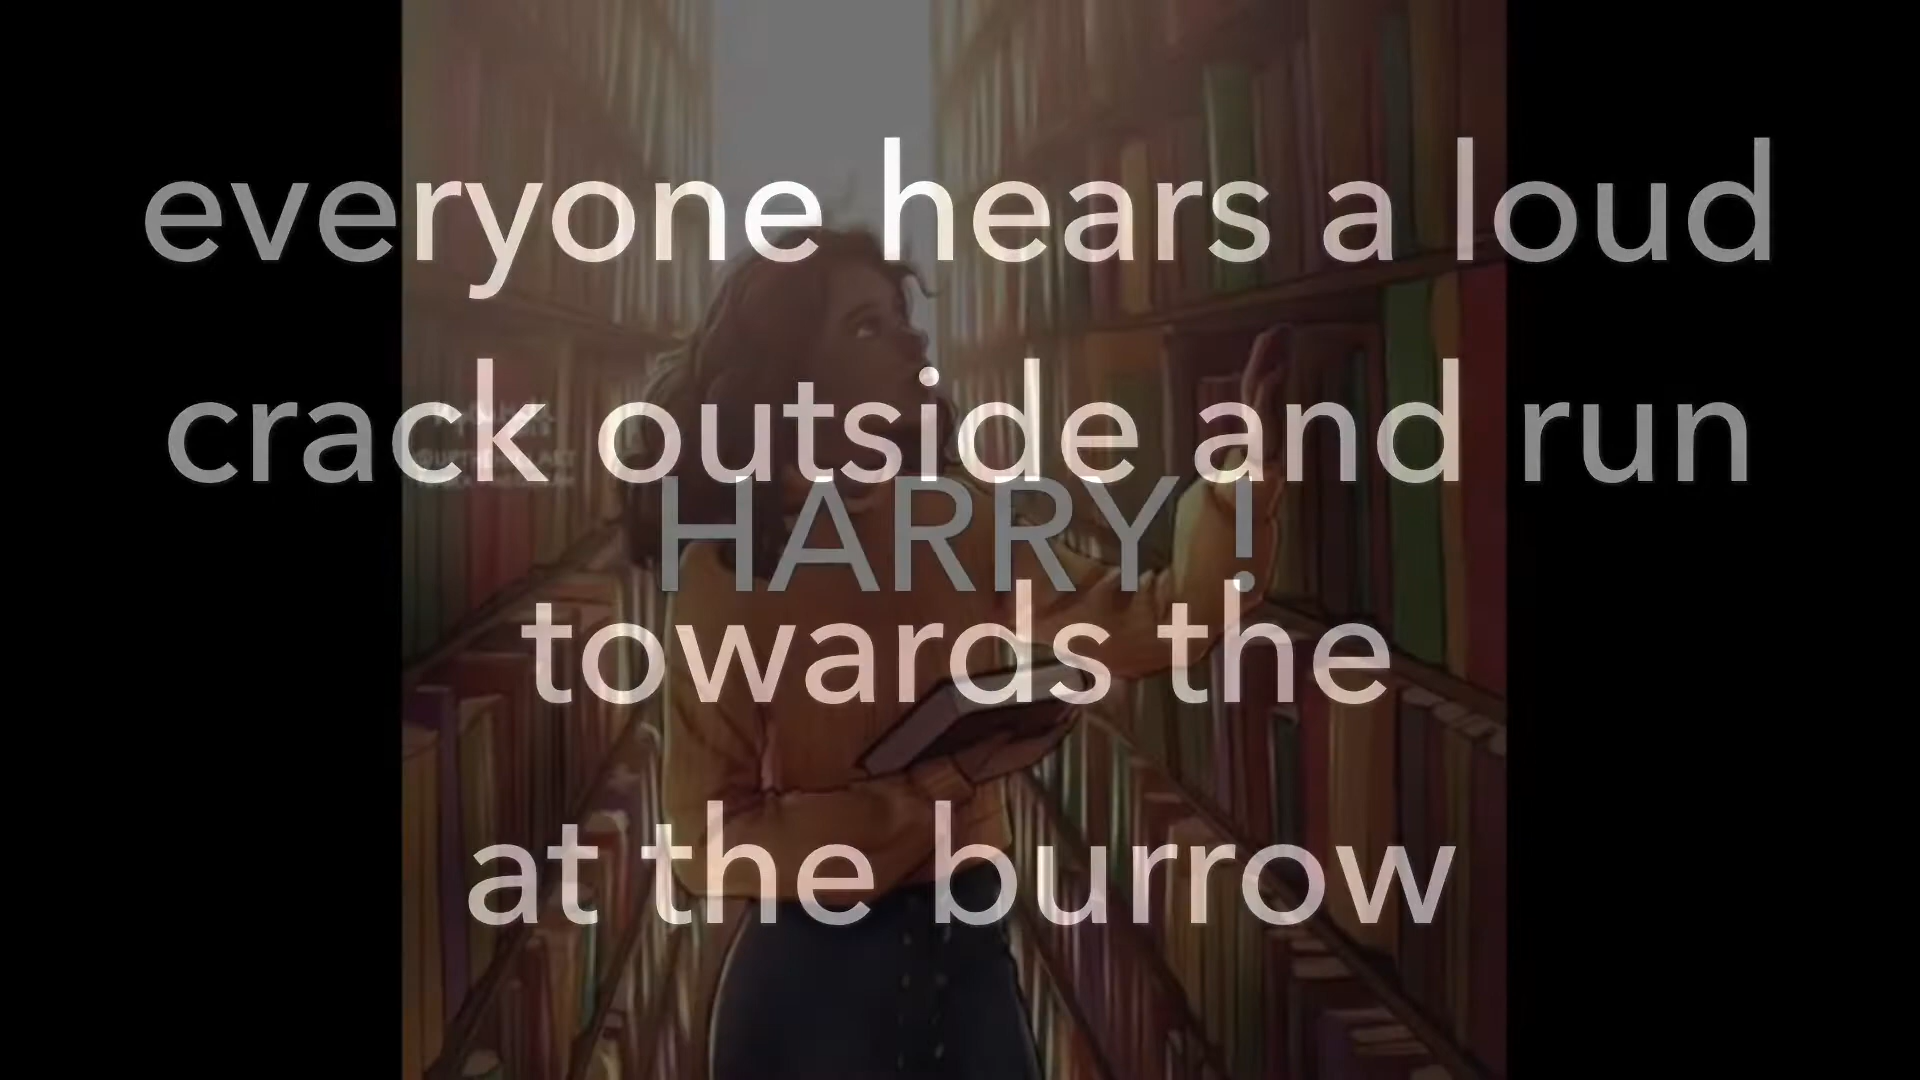 everyone hears a loud
crack outside and run
HARRY !
towards the
at the burrow